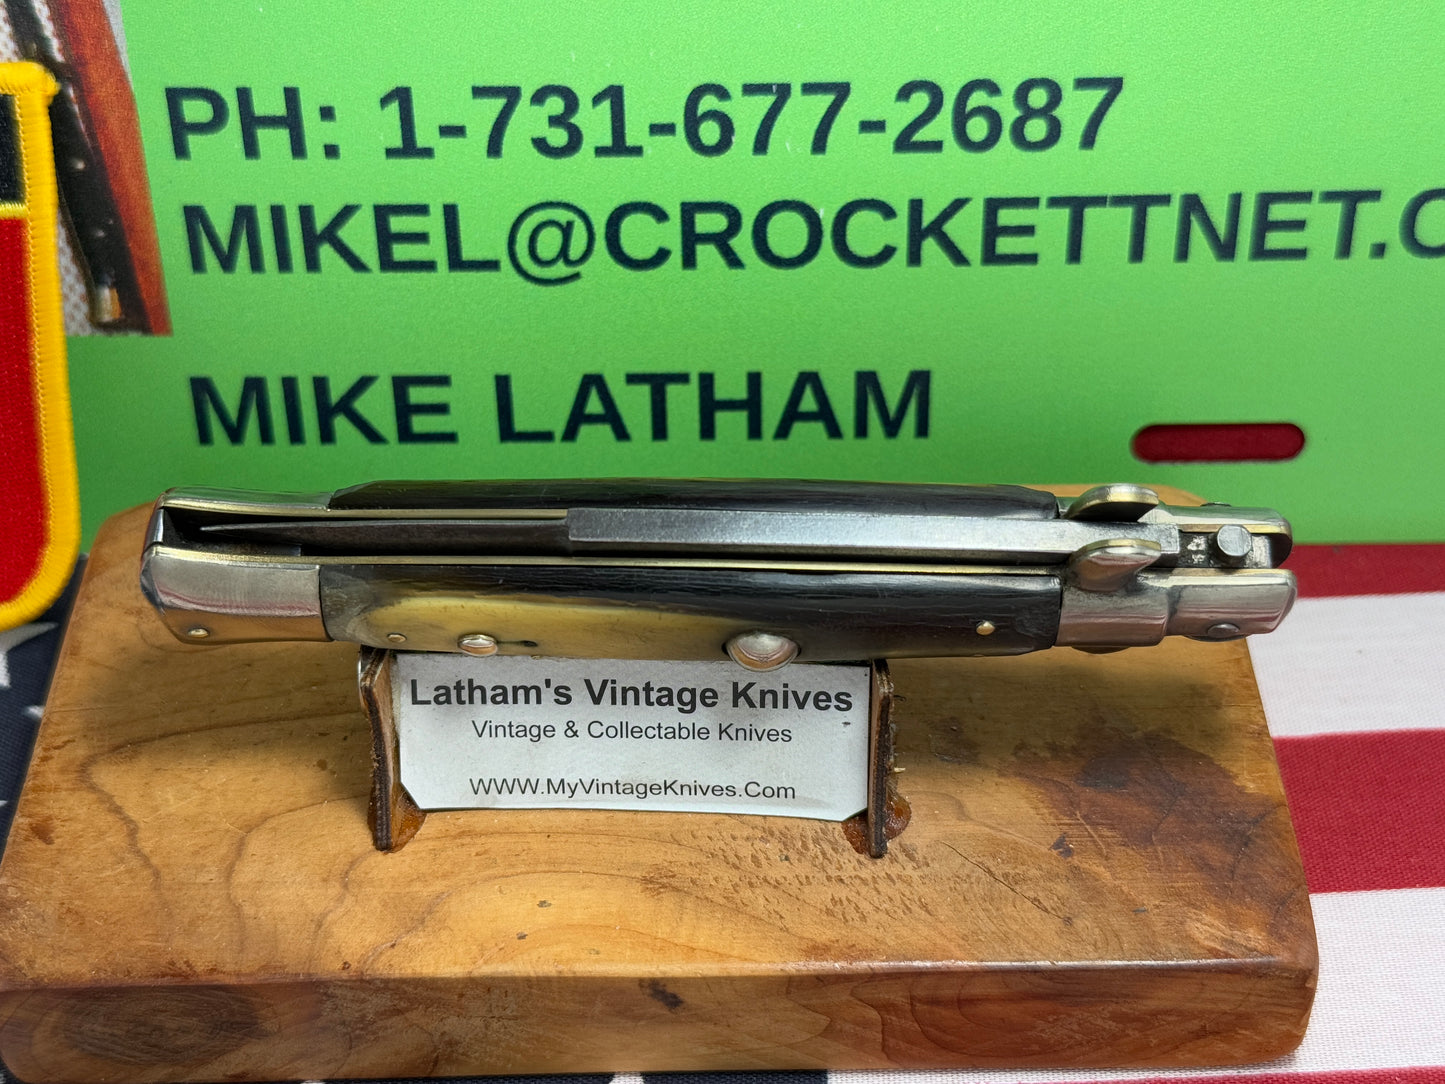 PH: 1-731-677-2687
MIKEL@CROCKETTNET.C
MIKE LATHAM
Latham's Vintage Knives
Vintage & Collectable Knives
WWW.MyVintageKnives.Com